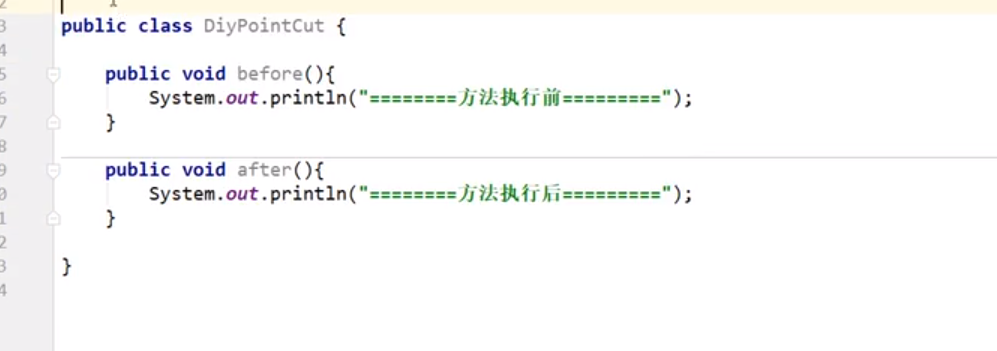 2
3 public class DiyPointCut {
4
5 public void before(){
6 System.out.println("========方法执行前=========");
7 }
8
9 public void after(){
0 System.out.println("========方法执行后=========");
1 }
2
3 }
4